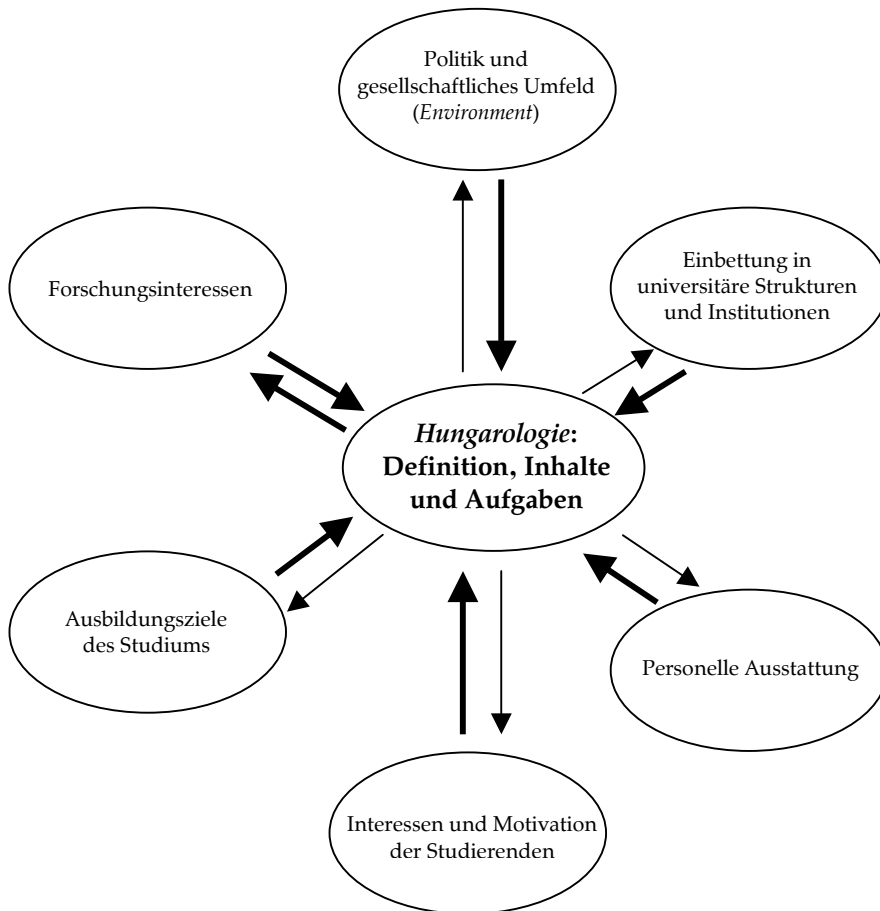 Politik und
gesellschaftliches Umfeld
(Environment)
Forschungsinteressen
Einbettung in
universitäre Strukturen
und Institutionen
Hungarologie:
Definition, Inhalte
und Aufgaben
Ausbildungsziele
des Studiums
Personelle Ausstattung
Interessen und Motivation
der Studierenden